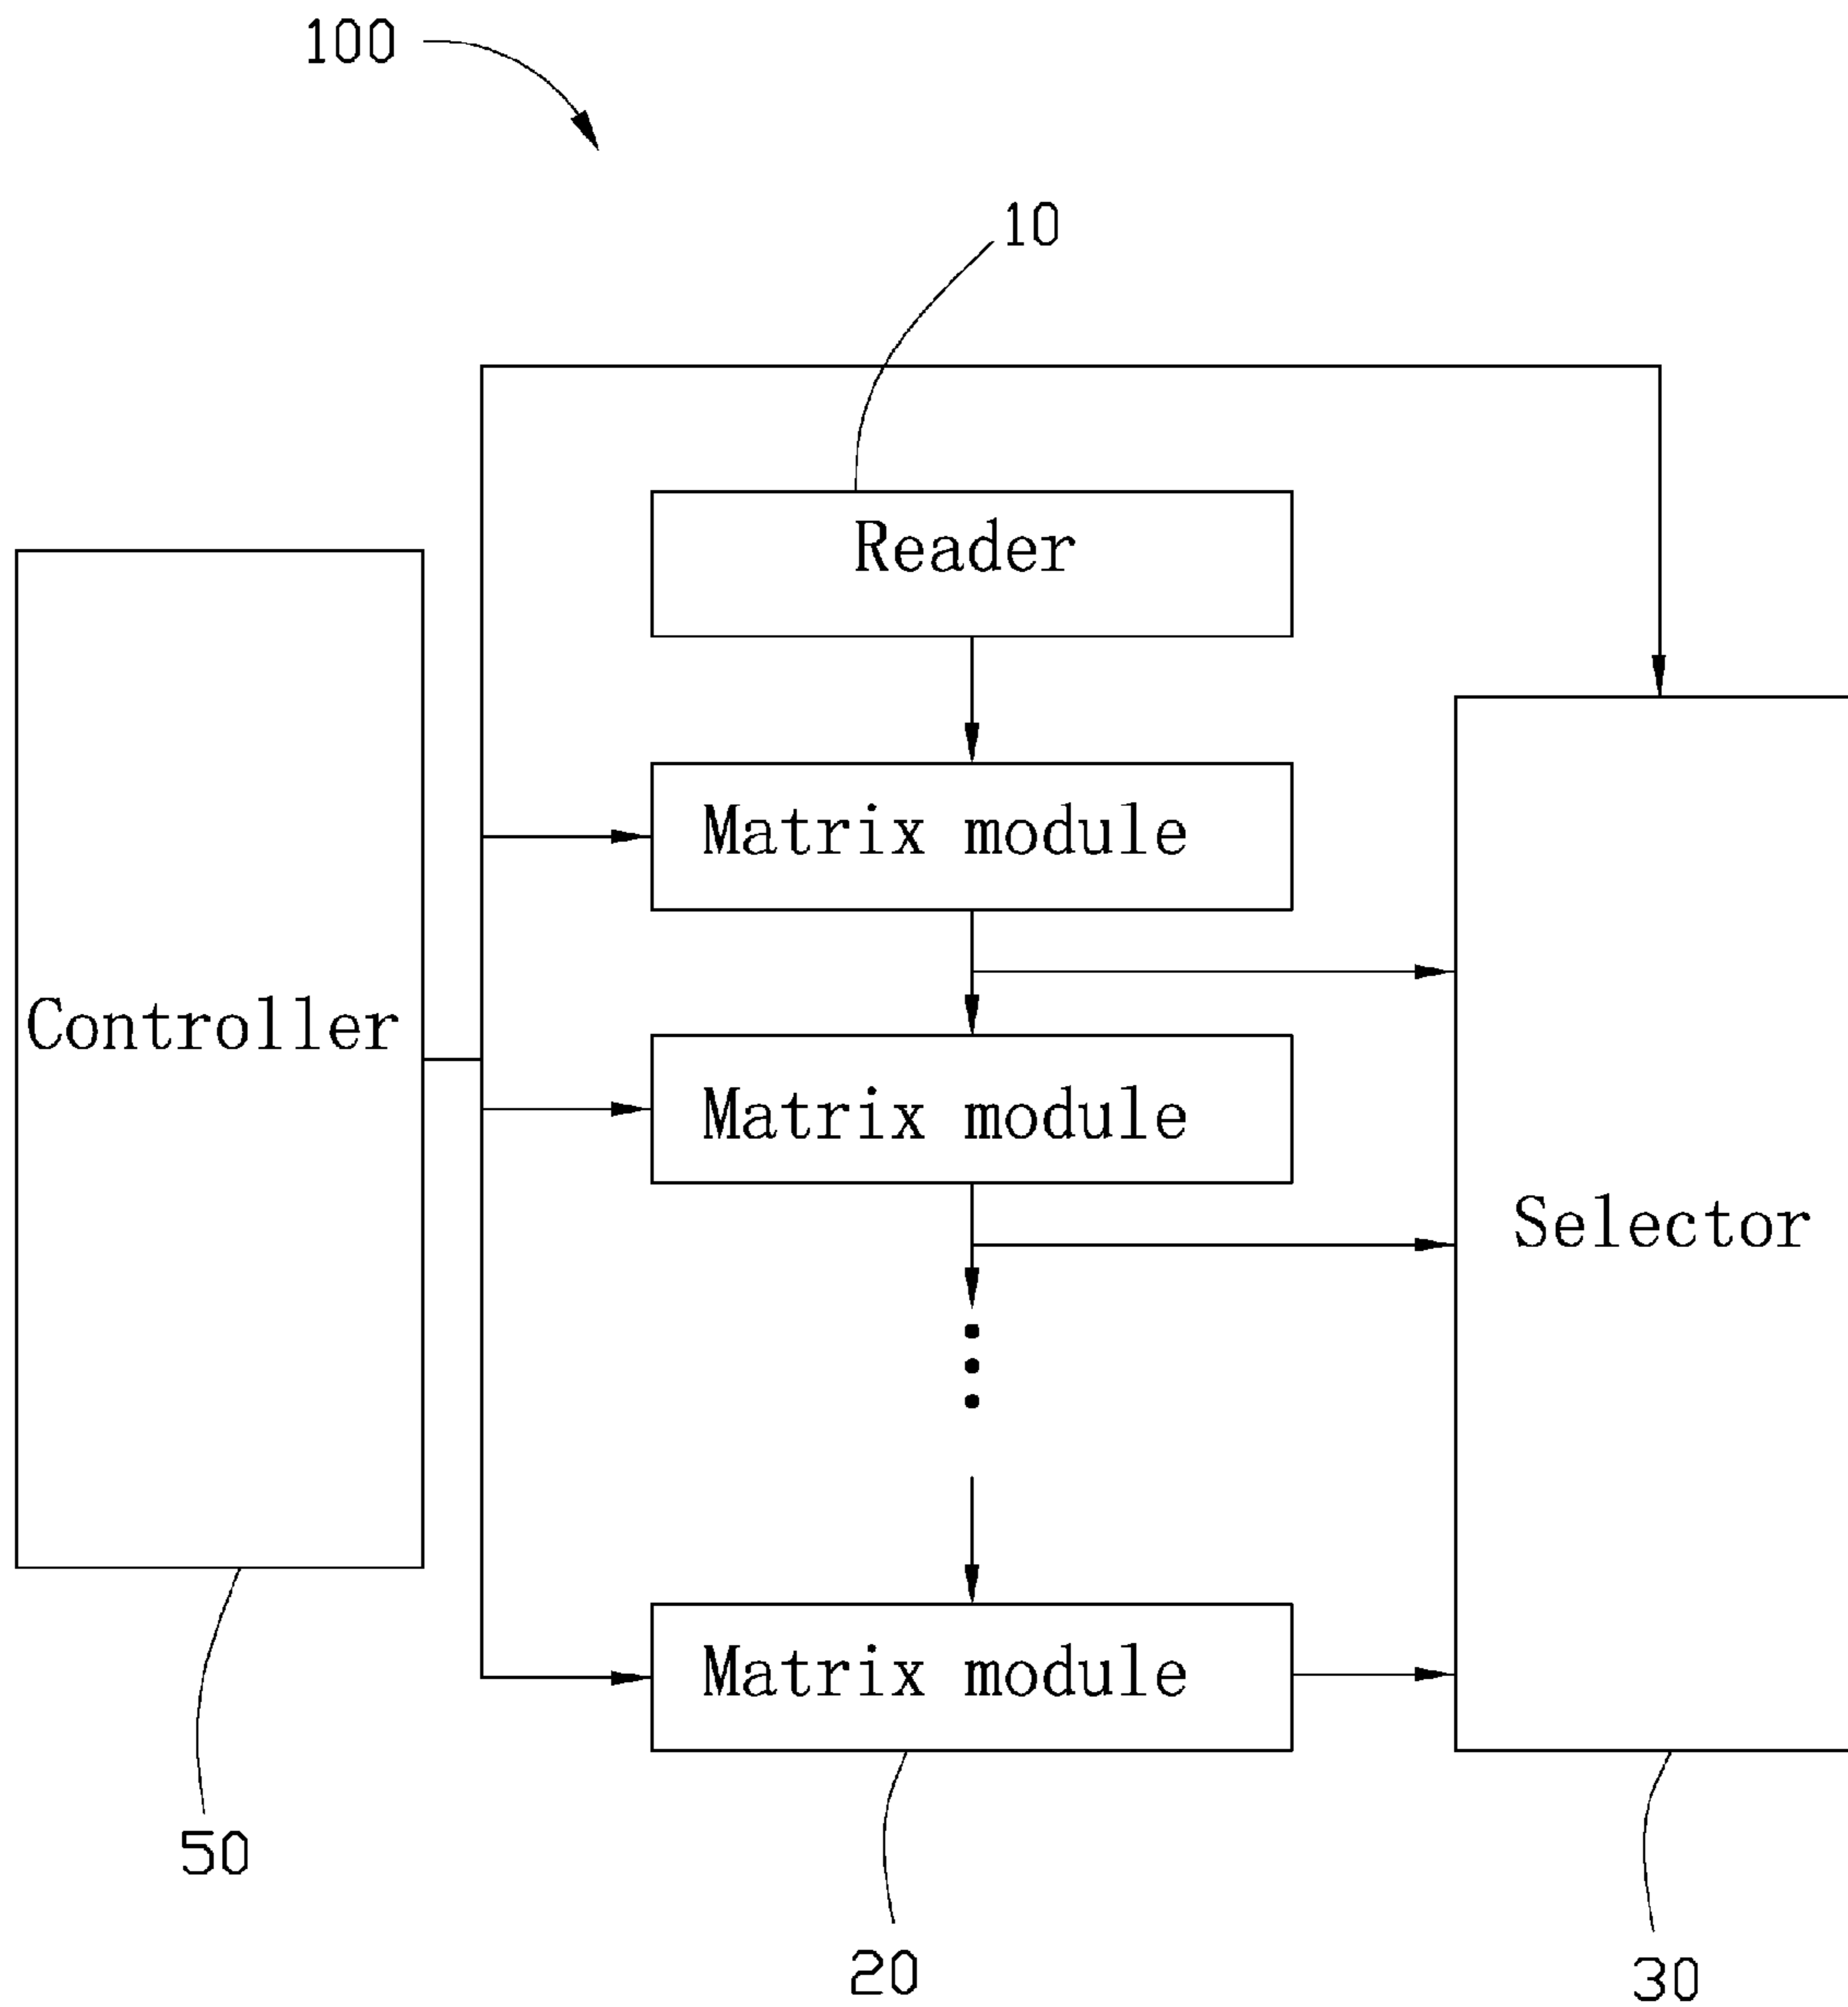 100
10
Reader
Matrix module
Controller
Matrix module
Selector
Matrix module
50
20
30